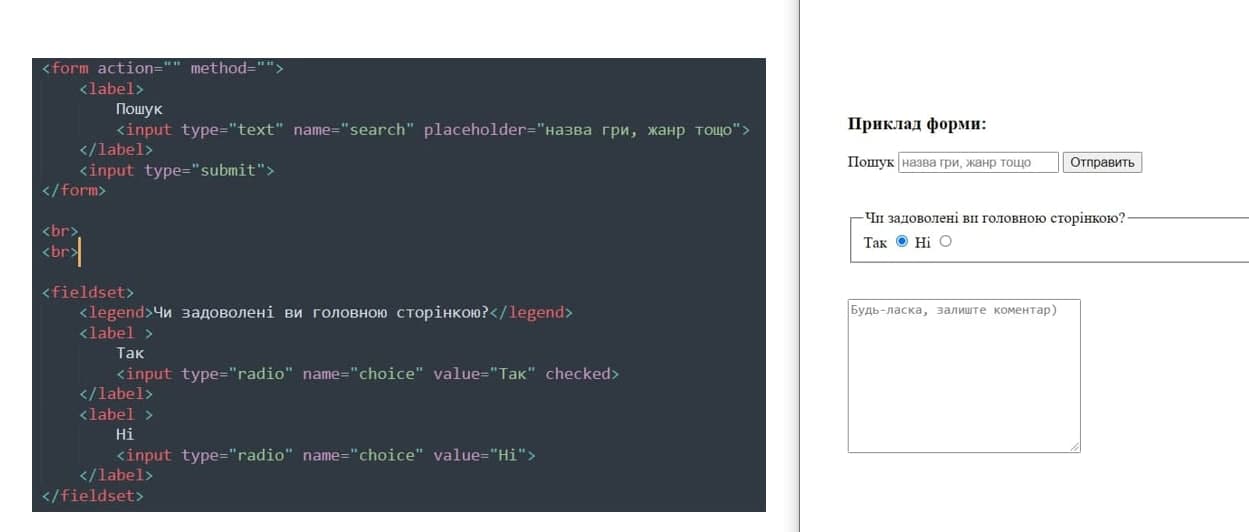 <form action="" method="">
<label>
Пошук
<input type="text" name="search" placeholder="назва гри, жанр тощо">
</label>
<input type="submit">
</form>
<br>
<br>
<fieldset>
<legend>Чи задоволені ви головною сторінкою?</legend>
<label >
Так
<input type="radio" name="choice" value="Так" checked>
</label>
<label >
Ні
<input type="radio" name="choice" value="Ні">
</label>
</fieldset>
Приклад форми:
Пошук назва гри, жанр тощо Отправить
Чи задоволені ви головною сторінкою?
Так Ні
Будь-ласка, залиште коментар)